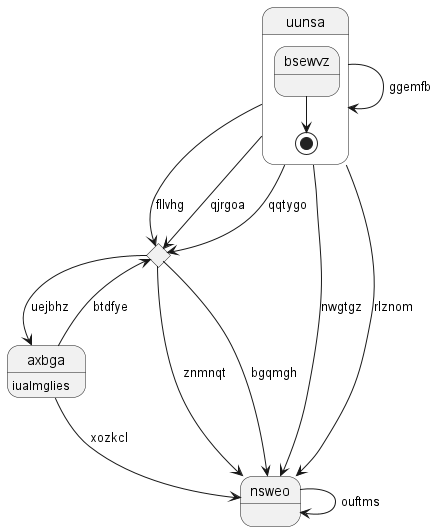 uunsa
bsewvz
ggemfb
fllvhg
qjrgoa
qqtygo
uejbhz
btdfye
nwgtgz
rlznom
axbga
iualmglies
znmnqt
bgqmgh
xozkcl
nsweo
ouftms